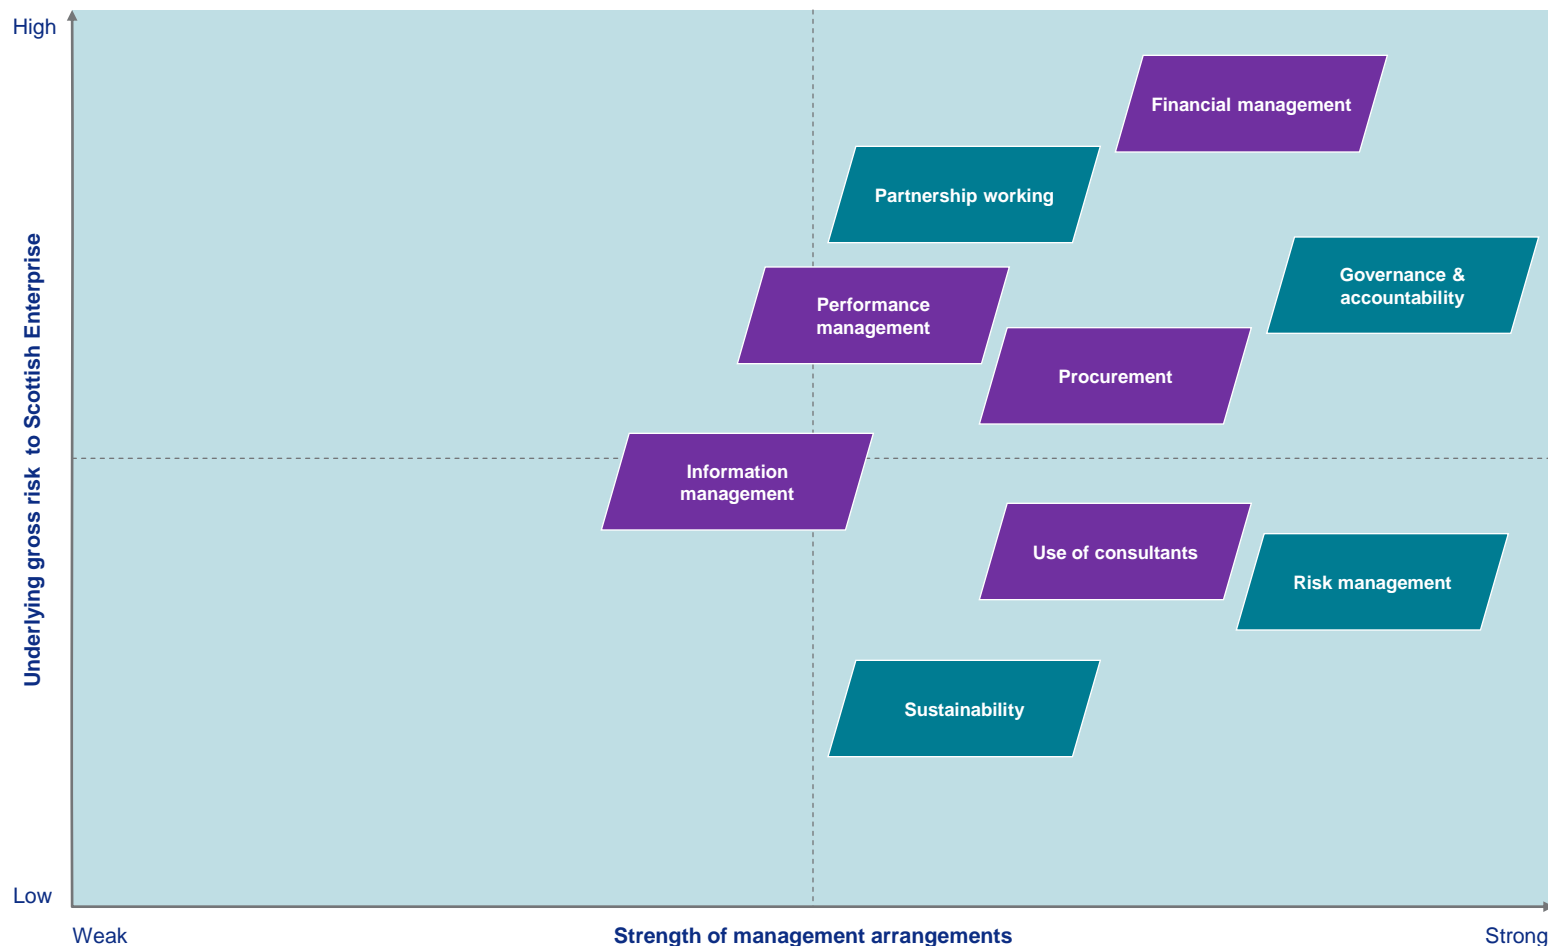 High
Financial management
Partnership working
Governance &
accountability
Performance
management
Procurement
Underlying gross risk to Scottish Enterprise
Information
management
Use of consultants
Risk management
Sustainability
Low
Weak
Strength of management arrangements
Strong